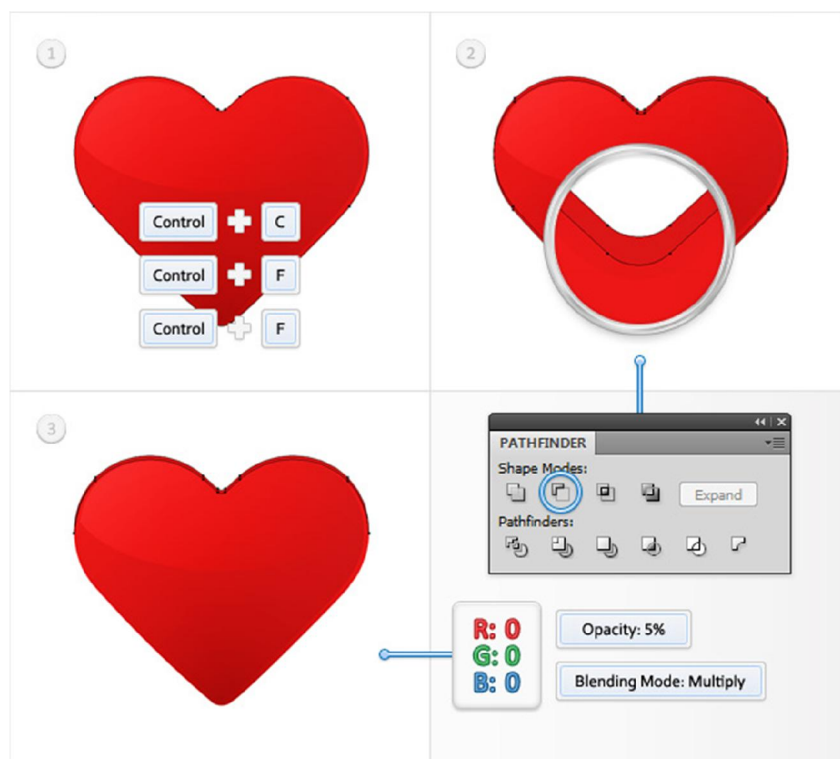 1
Control + C
Control + F
Control + F
2
3
PATHFINDER
Shape Modes:
Expand
Pathfinders:
R: 0
G: 0
B: 0
Opacity: 5%
Blending Mode: Multiply